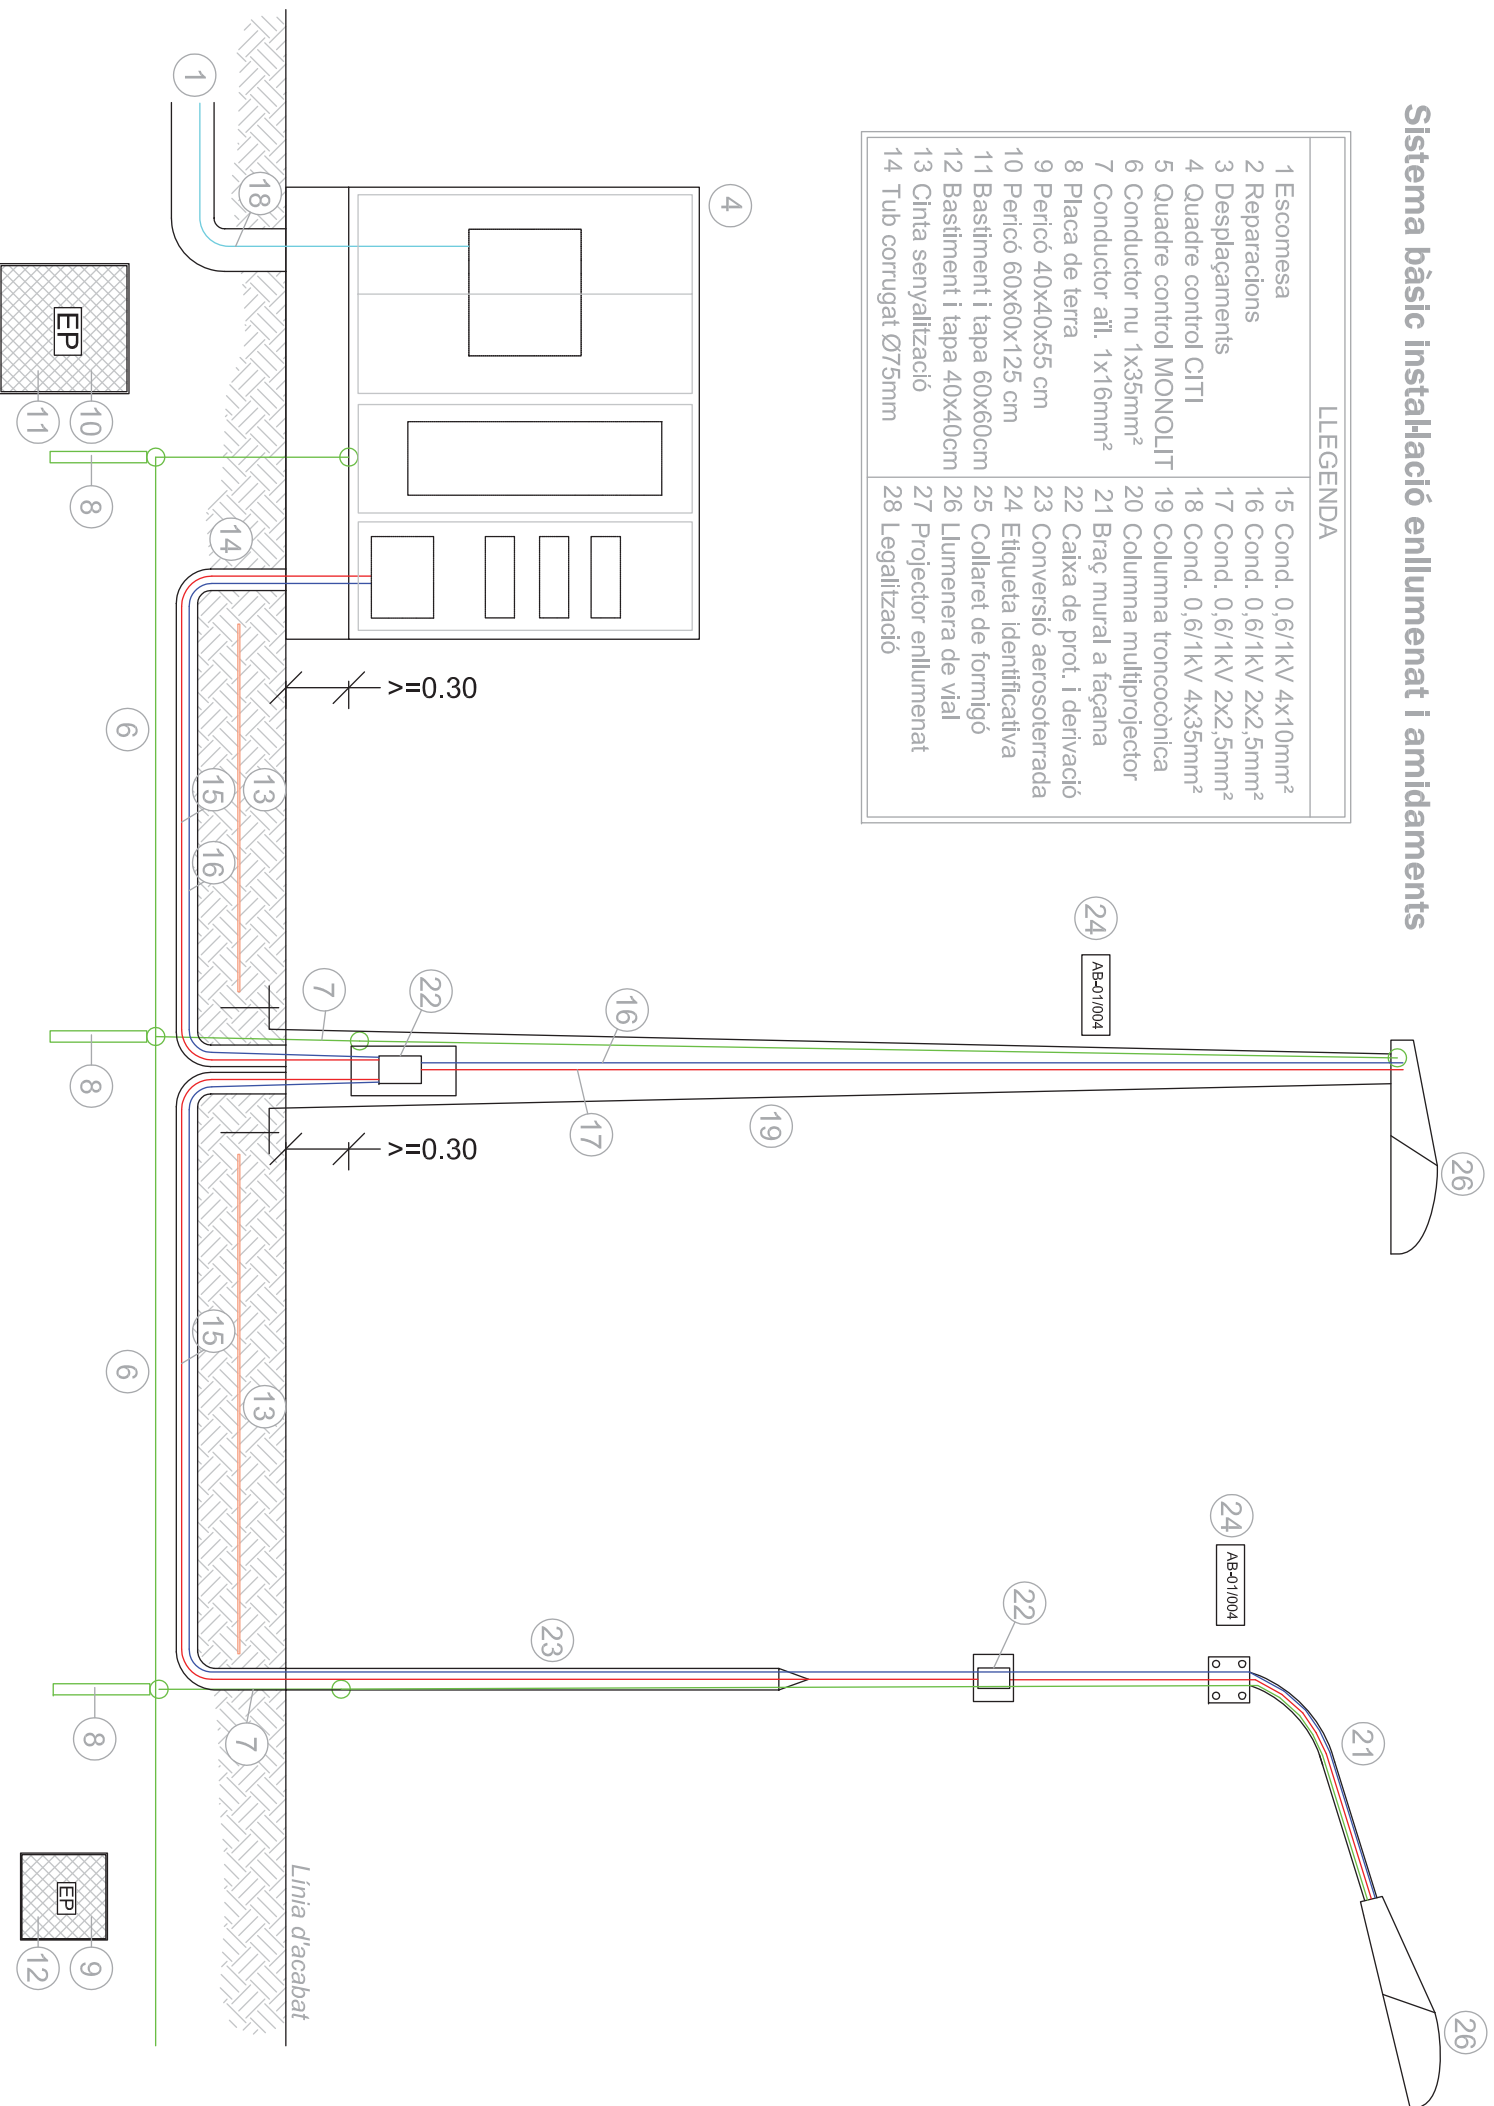 Sistema bàsic instal·lació enllumenat i amidaments
LLEGENDA
1 Escomesa
2 Reparacions
3 Desplaçaments
4 Quadre control CITI
5 Quadre control MONOLIT
6 Conductor nu 1x35mm²
7 Conductor aïll. 1x16mm²
8 Placa de terra
9 Pericó 40x40x55 cm
10 Pericó 60x60x125 cm
11 Bastiment i tapa 60x60cm
12 Bastiment i tapa 40x40cm
13 Cinta senyalització
14 Tub corrugat Ø75mm
15 Cond. 0,6/1kV 4x10mm²
16 Cond. 0,6/1kV 2x2,5mm²
17 Cond. 0,6/1kV 2x2,5mm²
18 Cond. 0,6/1kV 4x35mm²
19 Columna troncocònica
20 Columna multiprojector
21 Braç mural a façana
22 Caixa de prot. i derivació
23 Conversió aerosoterrada
24 Etiqueta identificativa
25 Collaret de formigó
26 Llumenera de vial
27 Projector enllumenat
28 Legalització
26
26
21
24
AB-01/004
24
AB-01/004
22
4
16
17
19
23
22
7
>=0.30
>=0.30
Línia d'acabat
1
18
14
13
15
16
13
15
7
6
6
EP
10
11
8
8
8
EP
9
12